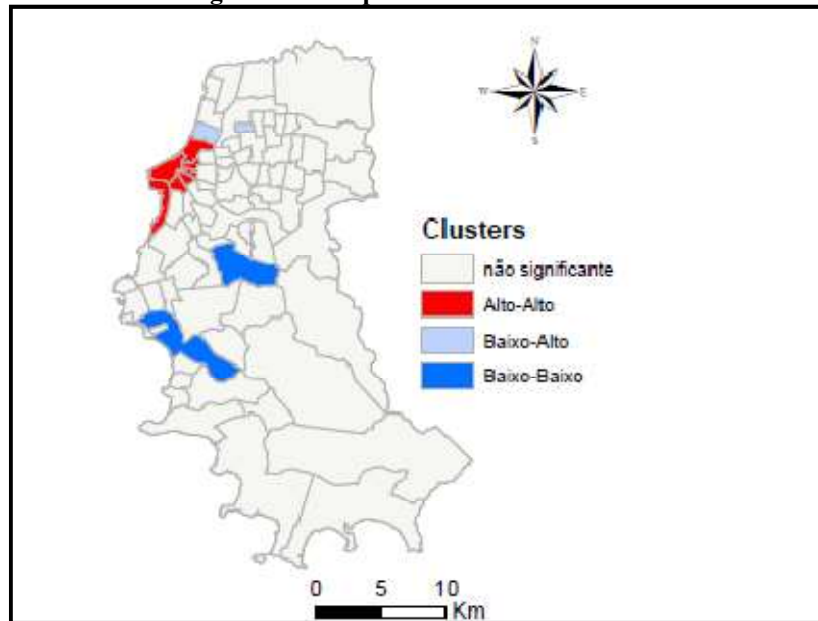 N
W E
S
Clusters
não significante
Alto-Alto
Baixo-Alto
Baixo-Baixo
0 5 10
Km